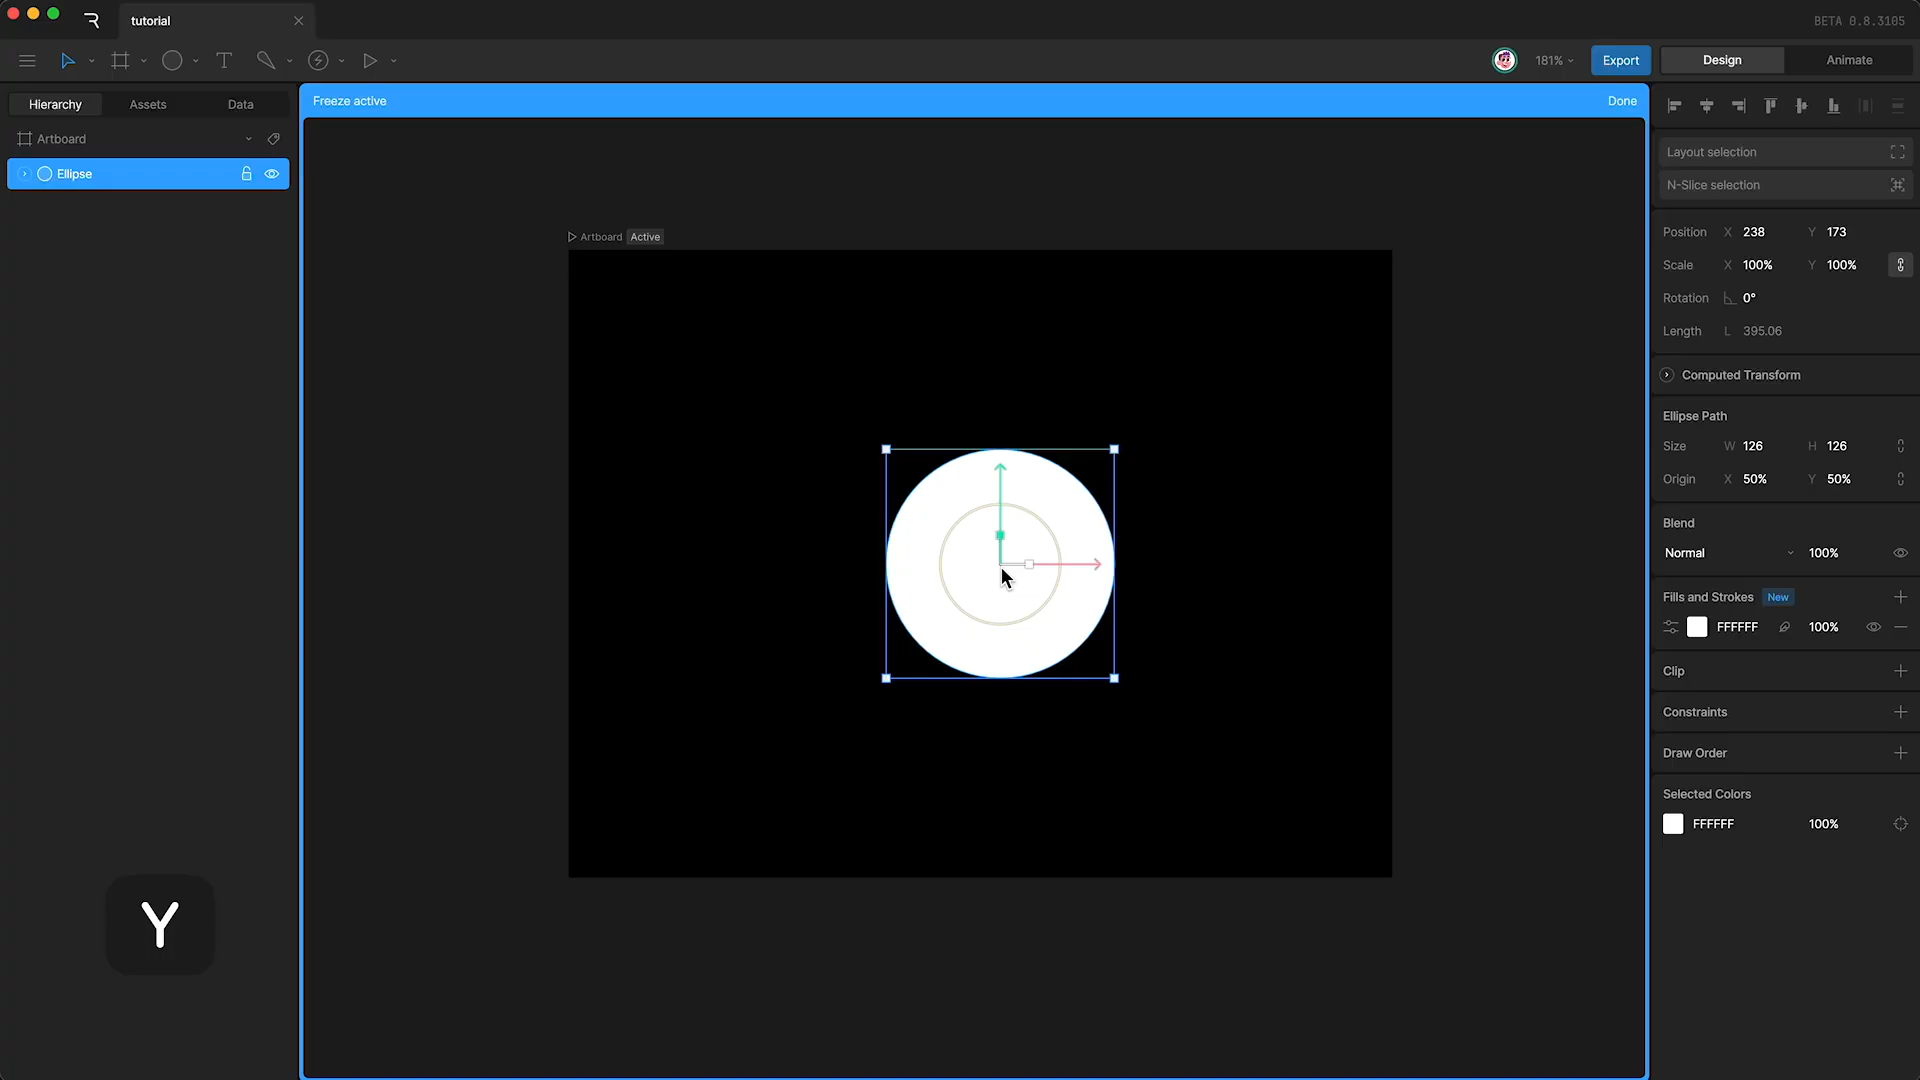 tutorial
BETA 0.8.3105
181%
Export
Design
Animate
Hierarchy
Assets
Data
Freeze active
Done
Artboard
Ellipse
Artboard
Active
Layout selection
N-Slice selection
Position X 238 Y 173
Scale X 100% Y 100%
Rotation 0°
Length L 395.06
Computed Transform
Ellipse Path
Size W 126 H 126
Origin X 50% Y 50%
Blend
Normal 100%
Fills and Strokes New
FFFFFF 100%
Clip
Constraints
Draw Order
Selected Colors
FFFFFF 100%
Y